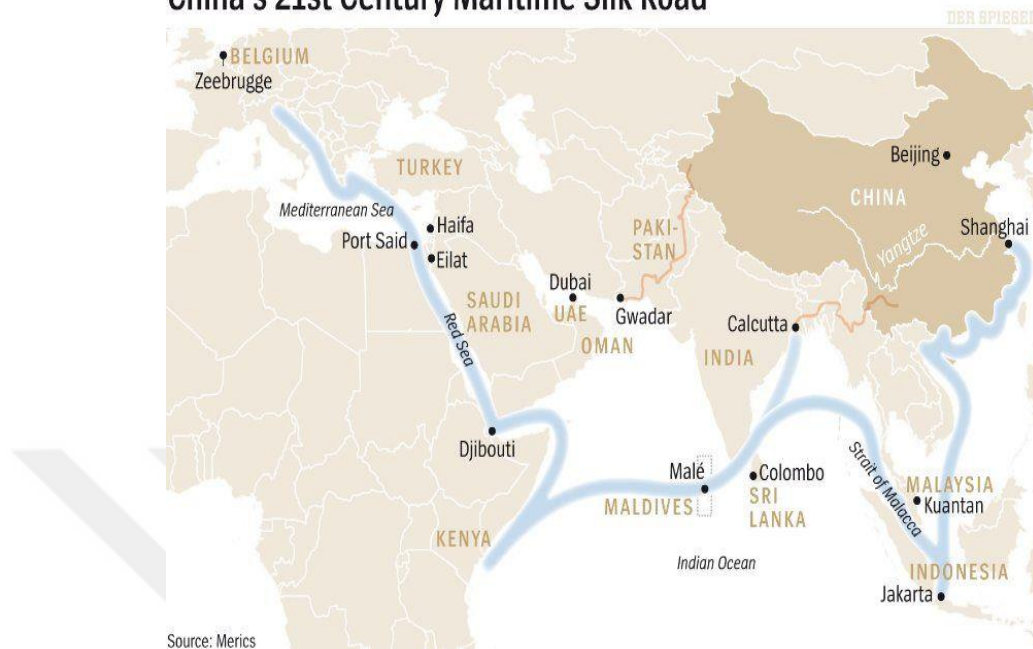 China's 21st Century Maritime Silk Road
DER SPIEGEL
BELGIUM
Zeebrugge
TURKEY
Beijing
CHINA
Mediterranean Sea
Haifa
Port Said
Eilat
PAKI-
STAN
Yangtze
Shanghai
Dubai
SAUDI
ARABIA
UAE
Gwadar
OMAN
Red Sea
Calcutta
INDIA
Djibouti
Malé
Colombo
MALDIVES
SRI
LANKA
Strait of Malacca
MALAYSIA
Kuantan
KENYA
Indian Ocean
INDONESIA
Jakarta
Source: Merics